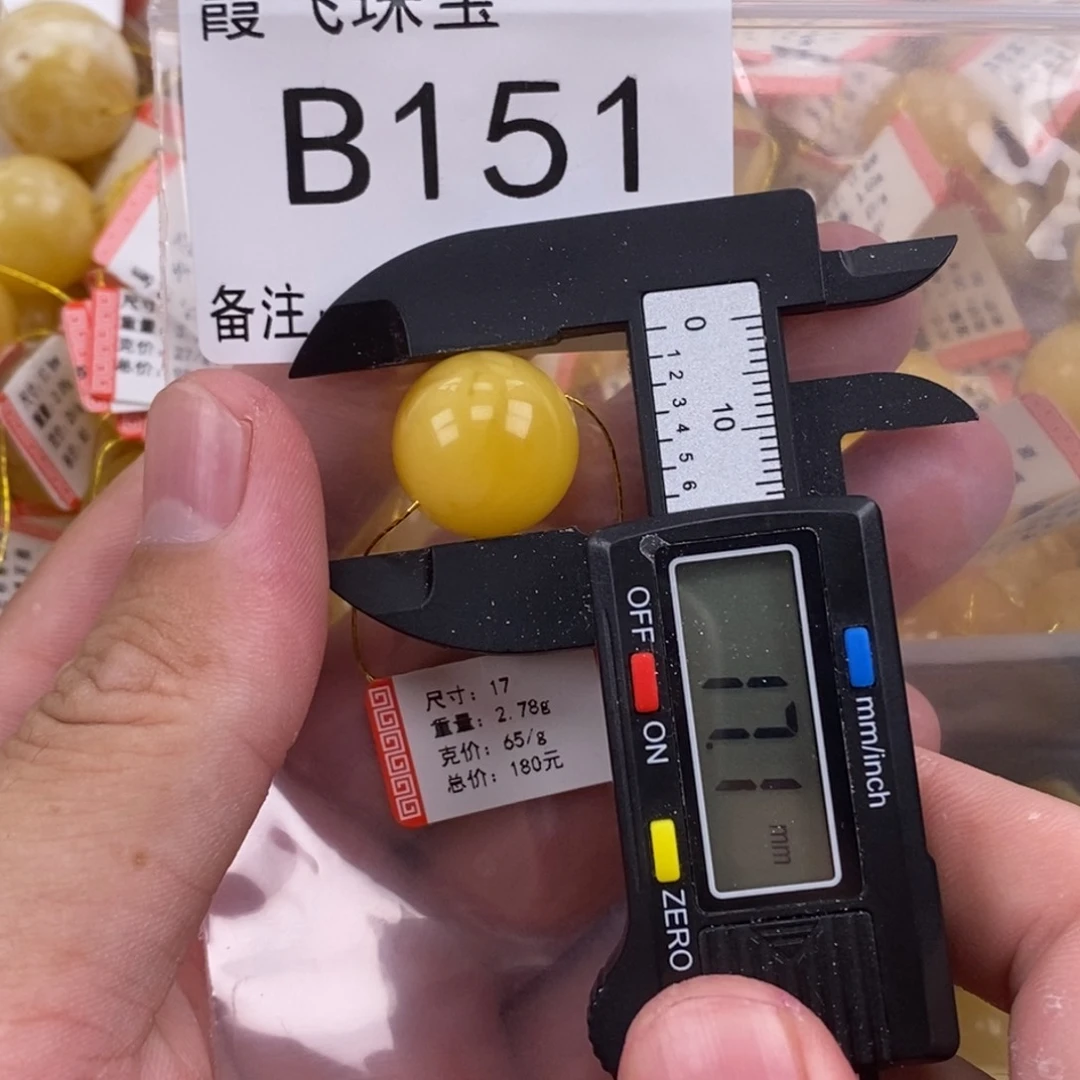 霞飞珠宝
B151
备注:
0
10
1 2 3 4 5 6
OFF
ON
17.1 mm
mm/inch
ZERO
尺寸: 17
重量: 2.78g
克价: 65/g
总价: 180元